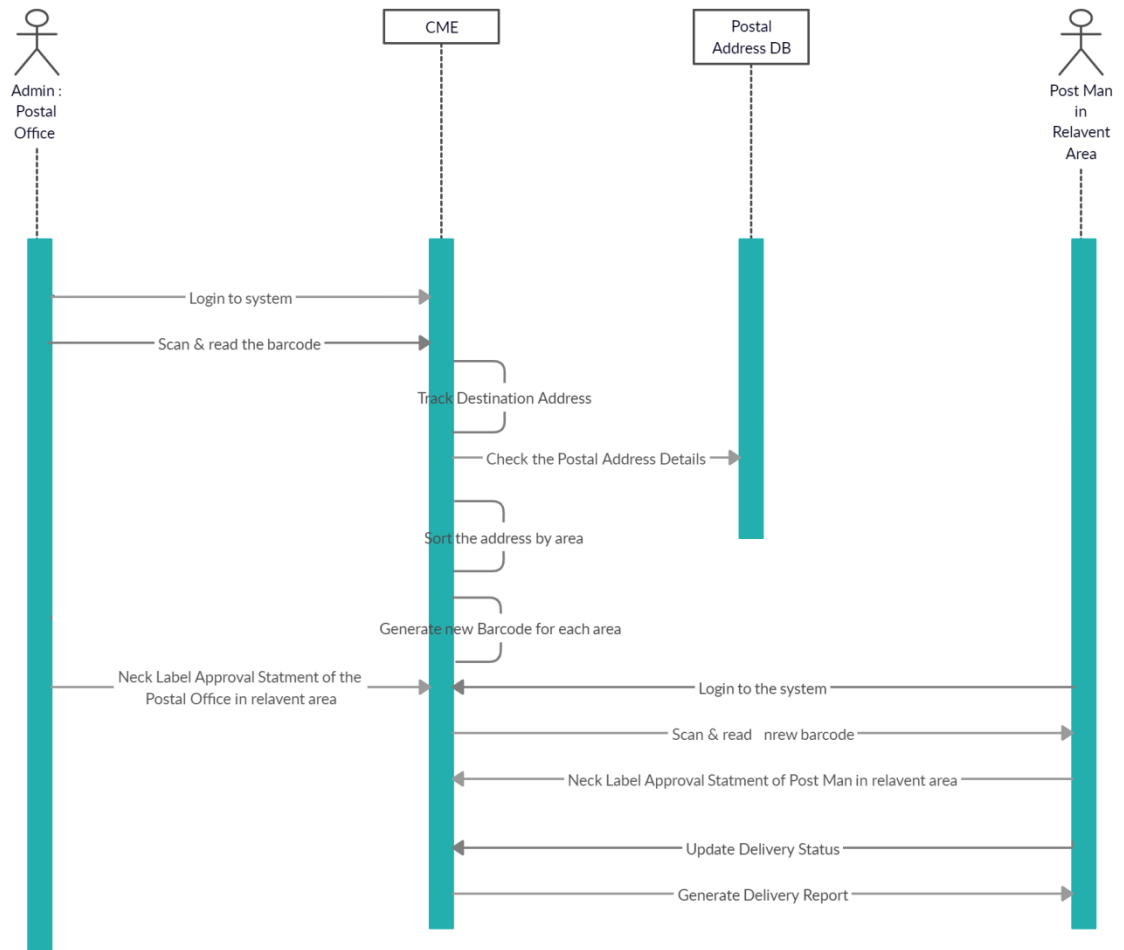 CME
Postal
Address DB
Admin :
Postal
Office
Post Man
in
Relavent
Area
Login to system
Scan & read the barcode
Track Destination Address
Check the Postal Address Details
Sort the address by area
Generate new Barcode for each area
Neck Label Approval Statment of the
Postal Office in relavent area
Login to the system
Scan & read nrew barcode
Neck Label Approval Statment of Post Man in relavent area
Update Delivery Status
Generate Delivery Report